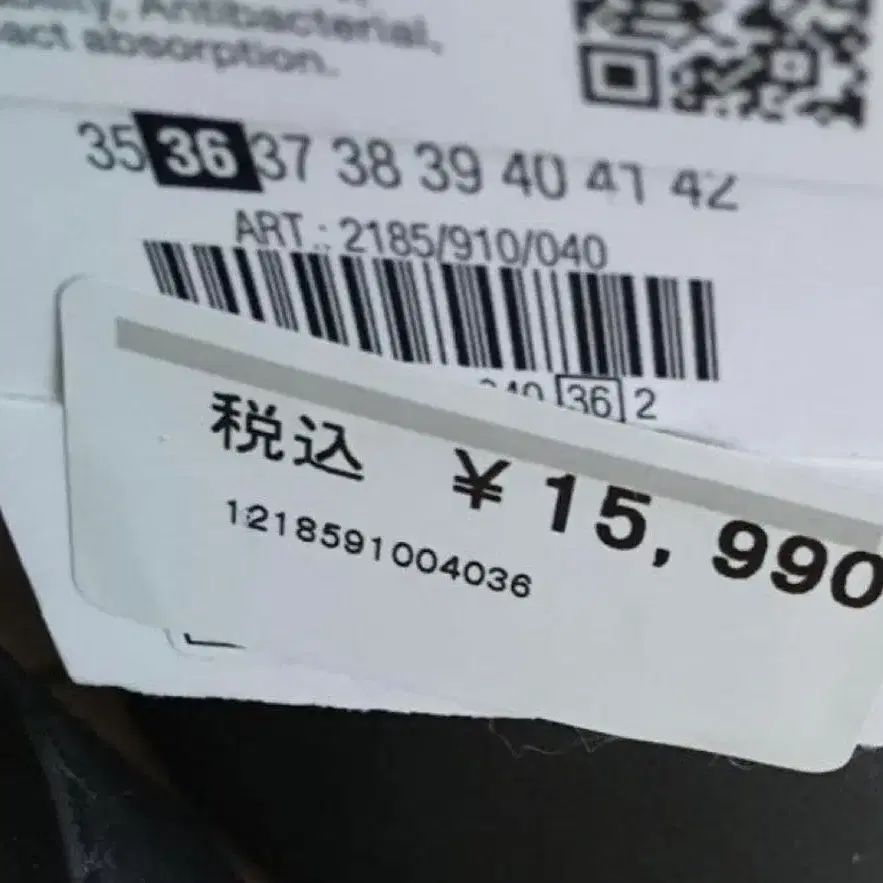 Antibacterial,
absorption.
35 36 37 38 39 40 41 42
ART.: 2185/910/040
36 2
税込 ¥15,990
1218591004036